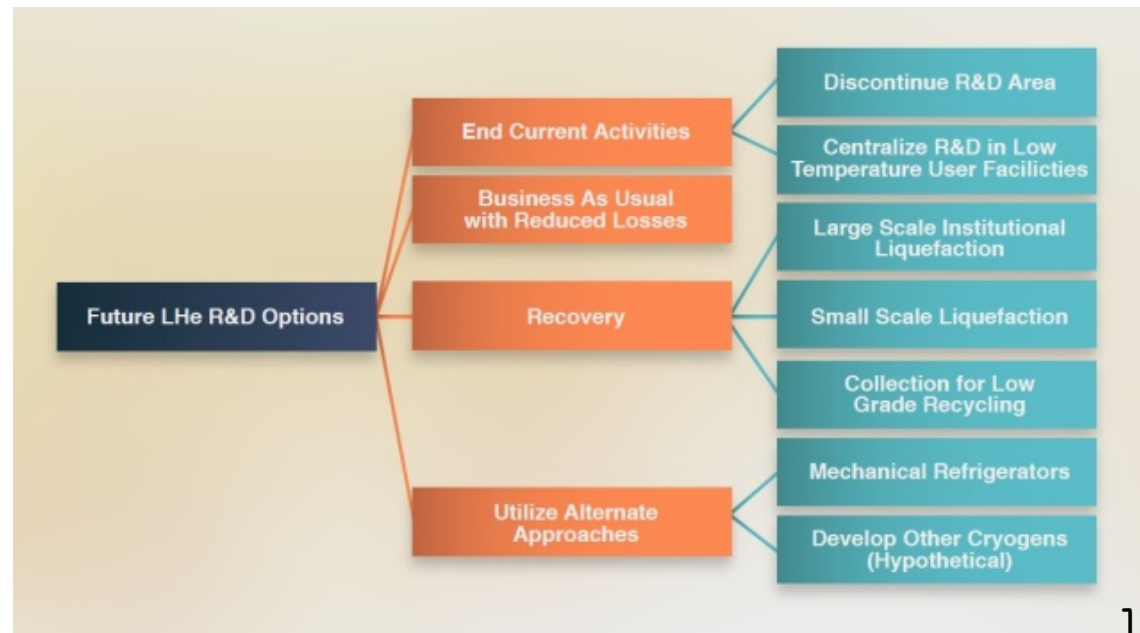 Future LHe R&D Options
End Current Activities
Business As Usual
with Reduced Losses
Recovery
Utilize Alternate
Approaches
Discontinue R&D Area
Centralize R&D in Low
Temperature User Facilicties
Large Scale Institutional
Liquefaction
Small Scale Liquefaction
Collection for Low
Grade Recycling
Mechanical Refrigerators
Develop Other Cryogens
(Hypothetical)
1